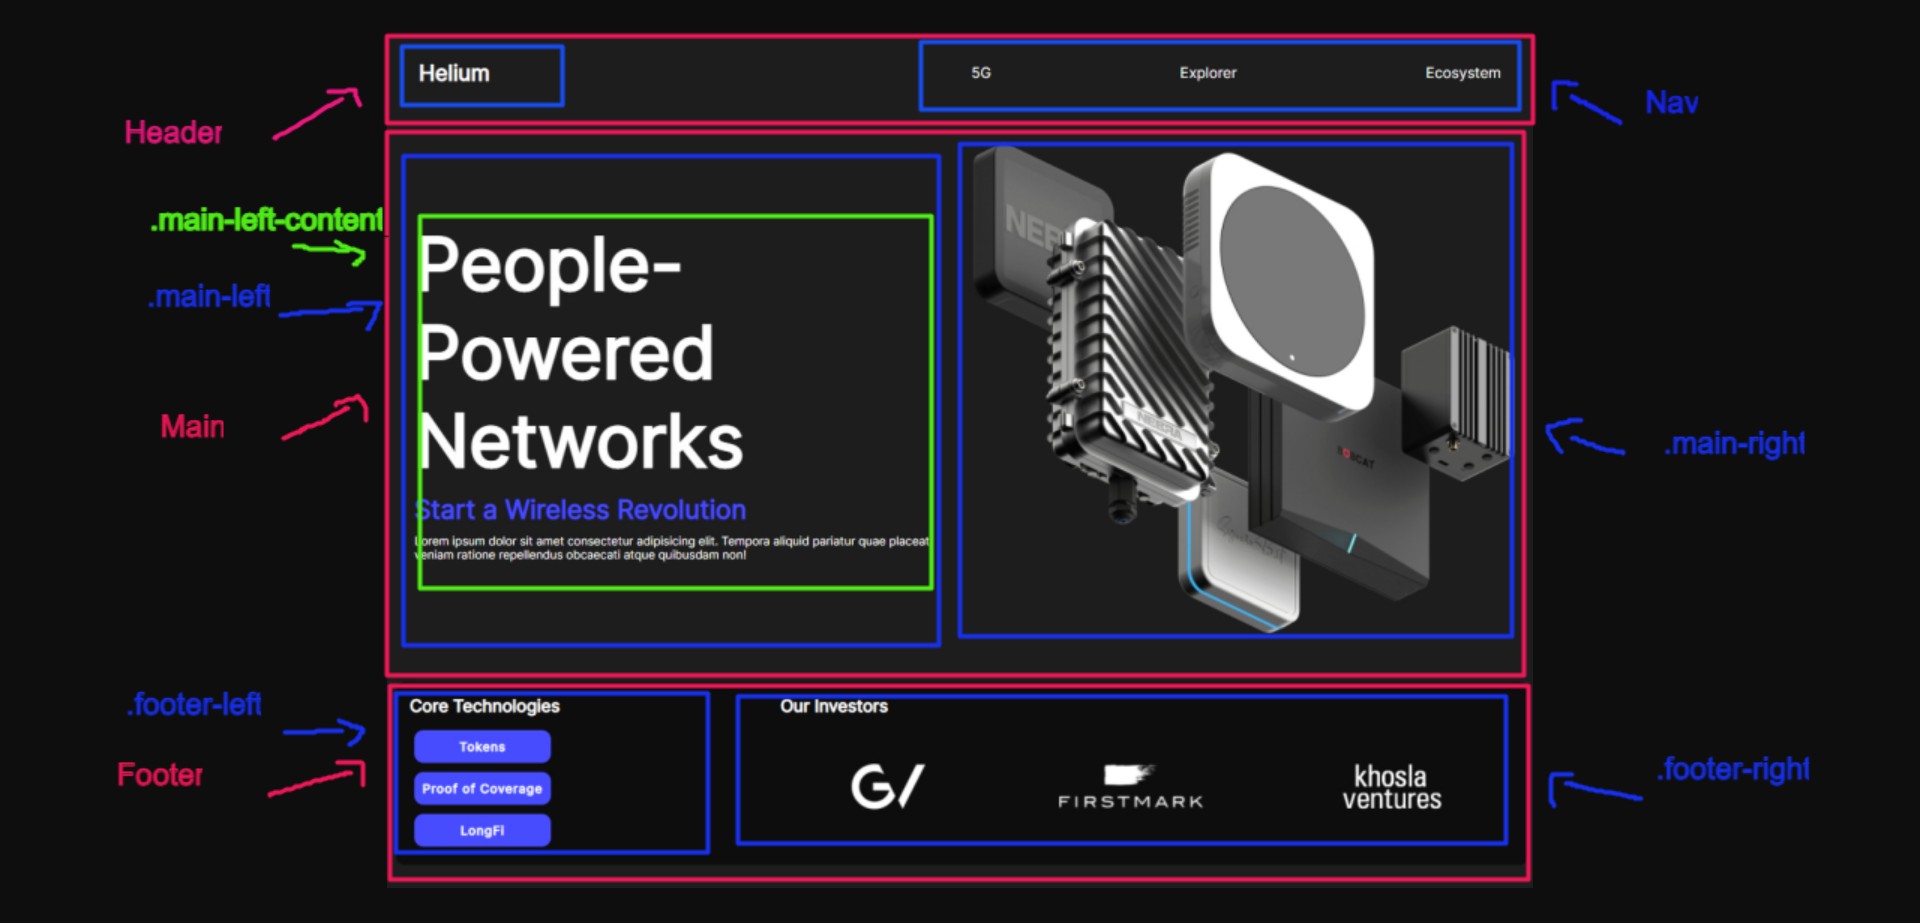 Helium
5G
Explorer
Ecosystem
Nav
Header
.main-left-content
.main-left
Main
People-
Powered
Networks
Start a Wireless Revolution
Lorem ipsum dolor sit amet consectetur adipisicing elit. Tempora aliquid pariatur quae placeat
veniam ratione repellendus obcaecati atque quibusdam non!
NEBRA
.main-right
.footer-left
Footer
Core Technologies
Tokens
Proof of Coverage
LongFi
Our Investors
G/
FIRSTMARK
khosla
ventures
.footer-right